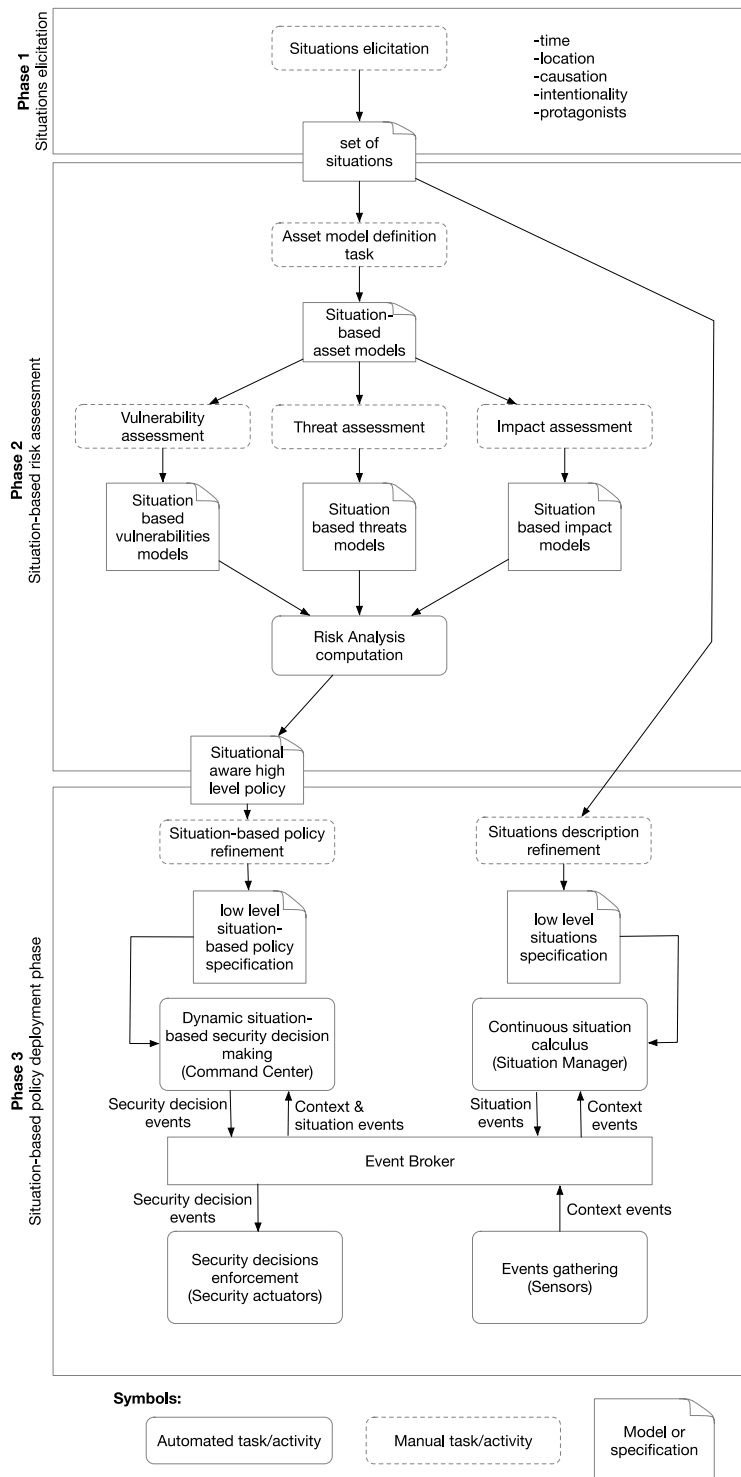 Phase 1
Situations elicitation
Situations elicitation
-time
-location
-causation
-intentionality
-protagonists
set of
situations
Phase 2
Situation-based risk assessment
Asset model definition
task
Situation-
based
asset models
Vulnerability
assessment
Threat assessment
Impact assessment
Situation
based
vulnerabilities
models
Situation
based threats
models
Situation
based impact
models
Risk Analysis
computation
Situational
aware high
level policy
Phase 3
Situation-based policy deployment phase
Situation-based policy
refinement
Situations description
refinement
low level
situation-
based policy
specification
low level
situations
specification
Dynamic situation-
based security decision
making
(Command Center)
Continuous situation
calculus
(Situation Manager)
Security decision
events
Context &
situation events
Situation
events
Context
events
Event Broker
Security decision
events
Context events
Security decisions
enforcement
(Security actuators)
Events gathering
(Sensors)
Symbols:
Automated task/activity
Manual task/activity
Model or
specification